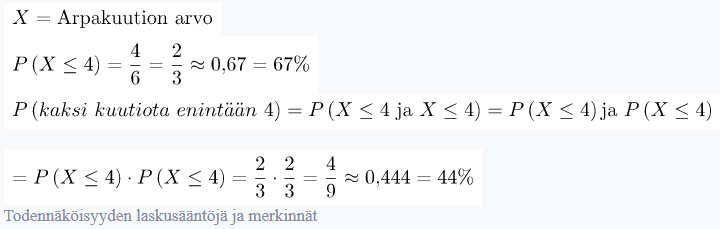 X = Arpakuution arvo
P (X ≤ 4) = 4/6 = 2/3 ≈ 0,67 = 67%
P (kaksi kuutiota enintään 4) = P (X ≤ 4 ja X ≤ 4) = P (X ≤ 4) ja P (X ≤ 4)
= P (X ≤ 4) · P (X ≤ 4) = 2/3 · 2/3 = 4/9 ≈ 0,444 = 44%
Todennäköisyyden laskusääntöjä ja merkinnät